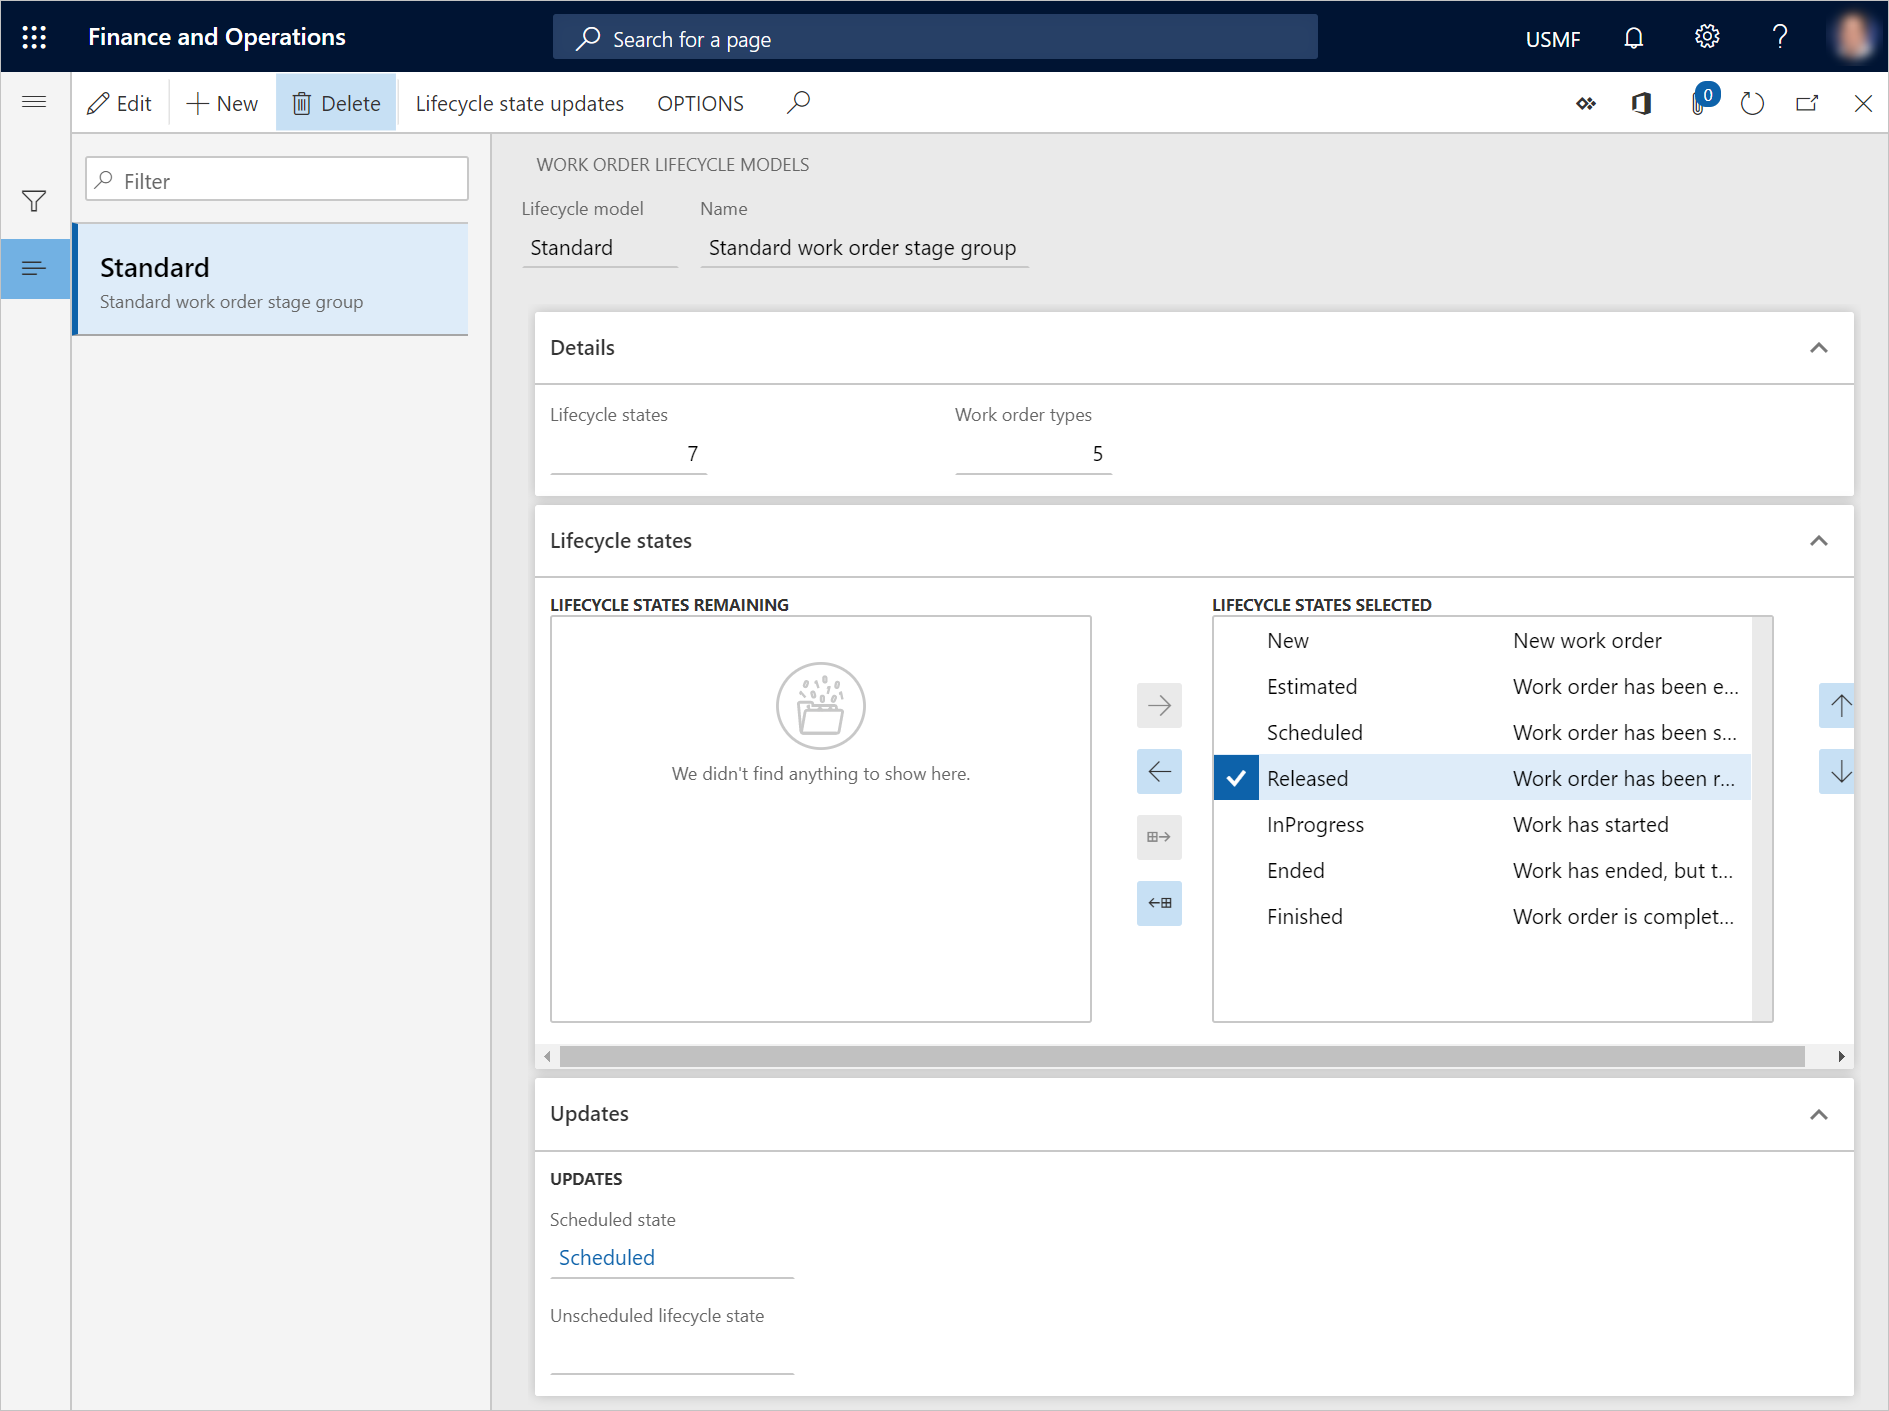 Finance and Operations
Search for a page
USMF
Edit
New
Delete
Lifecycle state updates
OPTIONS
0
Filter
Standard
Standard work order stage group
WORK ORDER LIFECYCLE MODELS
Lifecycle model
Name
Standard
Standard work order stage group
Details
Lifecycle states
Work order types
7
5
Lifecycle states
LIFECYCLE STATES REMAINING
We didn't find anything to show here.
LIFECYCLE STATES SELECTED
New New work order
Estimated Work order has been e...
Scheduled Work order has been s...
Released Work order has been r...
InProgress Work has started
Ended Work has ended, but t...
Finished Work order is complet...
Updates
UPDATES
Scheduled state
Scheduled
Unscheduled lifecycle state